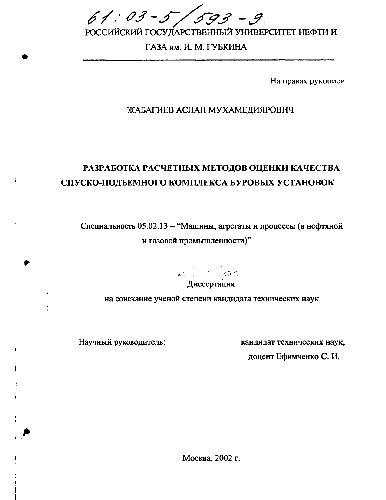 61:03-5/593-9
РОССИЙСКИЙ ГОСУДАРСТВЕННЫЙ УНИВЕРСИТЕТ НЕФТИ И
ГАЗА им. И. М. ГУБКИНА
На правах рукописи
ЖАБАГИЕВ АСЛАН МУХАМЕДИЯРОВИЧ
РАЗРАБОТКА РАСЧЕТНЫХ МЕТОДОВ ОЦЕНКИ КАЧЕСТВА
СПУСКО-ПОДЪЕМНОГО КОМПЛЕКСА БУРОВЫХ УСТАНОВОК
Специальность 05.02.13 – “Машины, агрегаты и процессы (в нефтяной
и газовой промышленности)”
Диссертация
на соискание ученой степени кандидата технических наук
Научный руководитель: кандидат технических наук,
доцент Ефимченко С. И.
Москва, 2002 г.